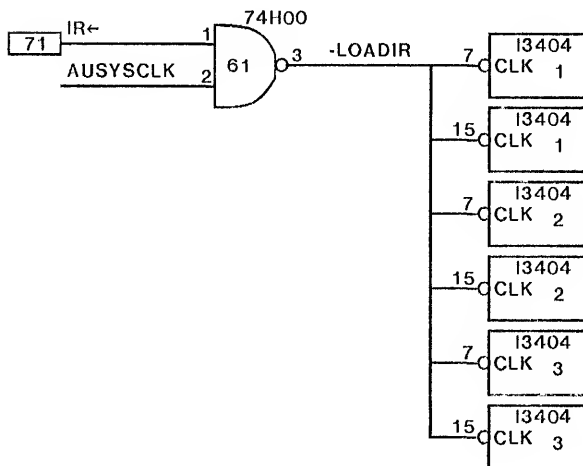 74H00
71 IR← 1
61 3 -LOADIR
AUSYSCLK 2
I3404
7 CLK 1
I3404
15 CLK 1
I3404
7 CLK 2
I3404
15 CLK 2
I3404
7 CLK 3
I3404
15 CLK 3